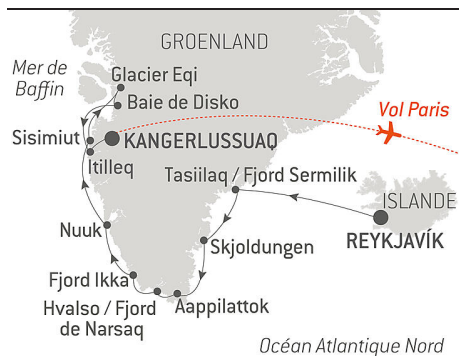 GROENLAND
Mer de
Baffin
Glacier Eqi
Baie de Disko
Vol Paris
Sisimiut
KANGERLUSSUAQ
Itilleq
Tasiilaq / Fjord Sermilik
ISLANDE
REYKJAVÍK
Nuuk
Skjoldungen
Fjord Ikka
Hvalso / Fjord
de Narsaq
Aappilattok
Océan Atlantique Nord